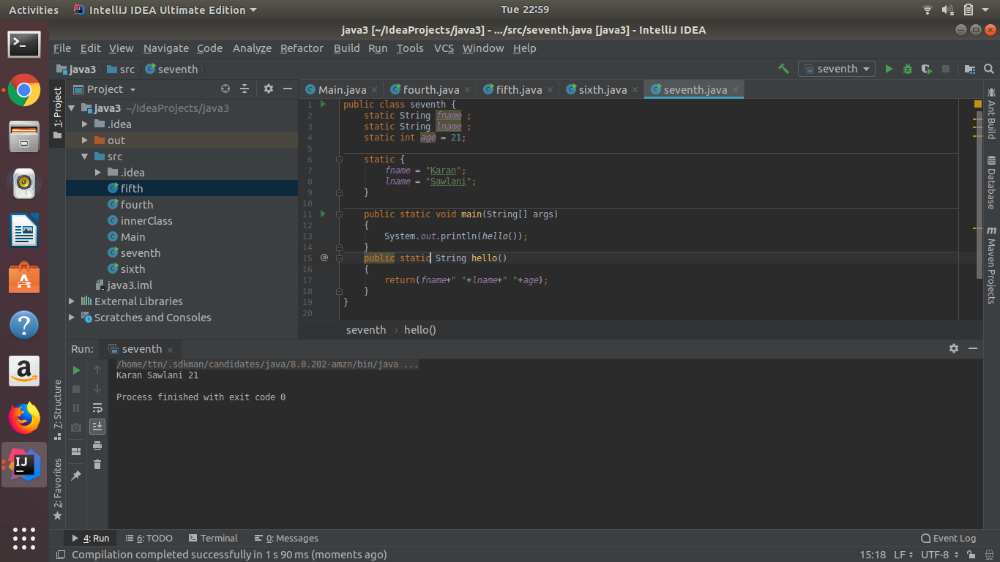 Activities IntelliJ IDEA Ultimate Edition Tue 22:59
java3 [~/IdeaProjects/java3] - .../src/seventh.java [java3] - IntelliJ IDEA
File Edit View Navigate Code Analyze Refactor Build Run Tools VCS Window Help
java3 src seventh seventh
1: Project
Project
java3 ~/IdeaProjects/java3
.idea
out
src
.idea
fifth
fourth
innerClass
Main
seventh
sixth
java3.iml
External Libraries
Scratches and Consoles
Main.java fourth.java fifth.java sixth.java seventh.java
1 public class seventh {
2 static String fname ;
3 static String lname ;
4 static int age = 21;
5
6 static {
7 fname = "Karan";
8 lname = "Sawlani";
9 }
10
11 public static void main(String[] args)
12 {
13 System.out.println(hello());
14 }
15 @ public static String hello()
16 {
17 return(fname+" "+lname+" "+age);
18 }
19 }
20
seventh › hello()
Ant Build
Database
m Maven Projects
Run: seventh
/home/ttn/.sdkman/candidates/java/8.0.202-amzn/bin/java ...
Karan Sawlani 21
Process finished with exit code 0
7: Structure
2: Favorites
4: Run 6: TODO Terminal 0: Messages Event Log
Compilation completed successfully in 1 s 90 ms (moments ago) 15:18 LF UTF-8